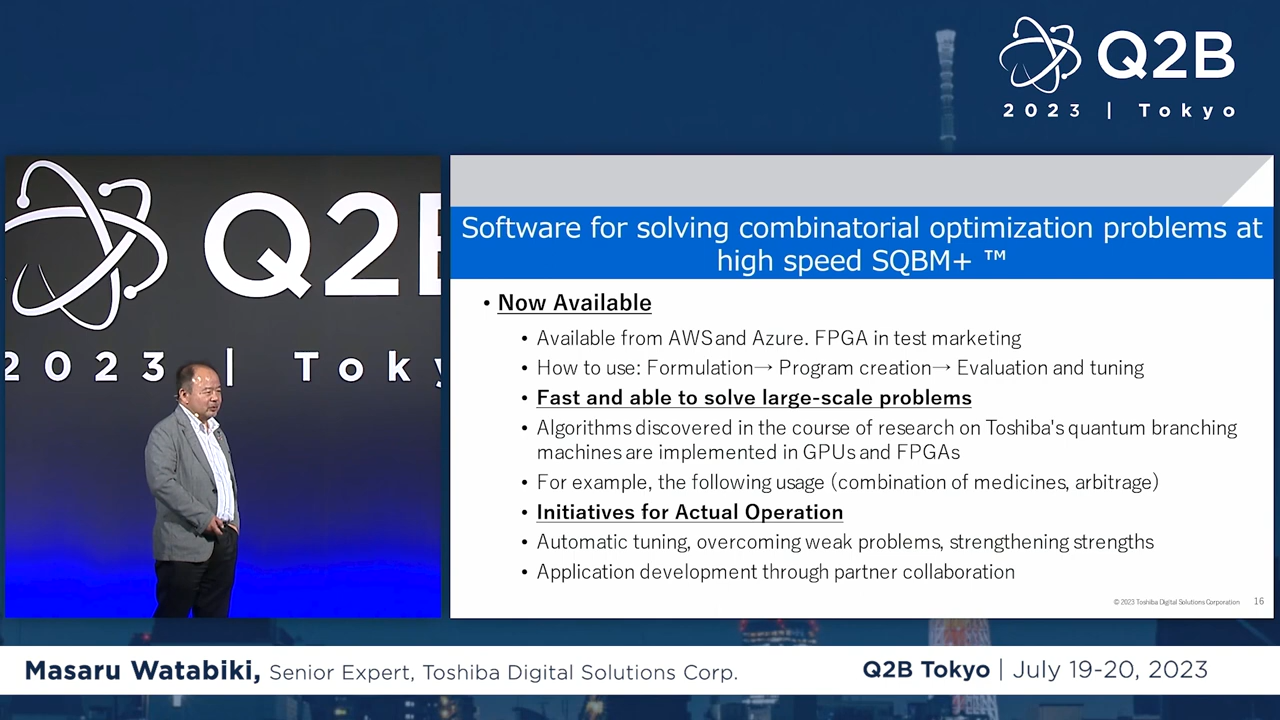 Q2B
2023 | Tokyo
Q2B
2023 | Toky
Software for solving combinatorial optimization problems at
high speed SQBM+ ™
• Now Available
• Available from AWS and Azure. FPGA in test marketing
• How to use: Formulation→ Program creation→ Evaluation and tuning
• Fast and able to solve large-scale problems
• Algorithms discovered in the course of research on Toshiba's quantum branching
machines are implemented in GPUs and FPGAs
• For example, the following usage (combination of medicines, arbitrage)
• Initiatives for Actual Operation
• Automatic tuning, overcoming weak problems, strengthening strengths
• Application development through partner collaboration
© 2023 Toshiba Digital Solutions Corporation 16
Masaru Watabiki, Senior Expert, Toshiba Digital Solutions Corp.
Q2B Tokyo | July 19-20, 2023